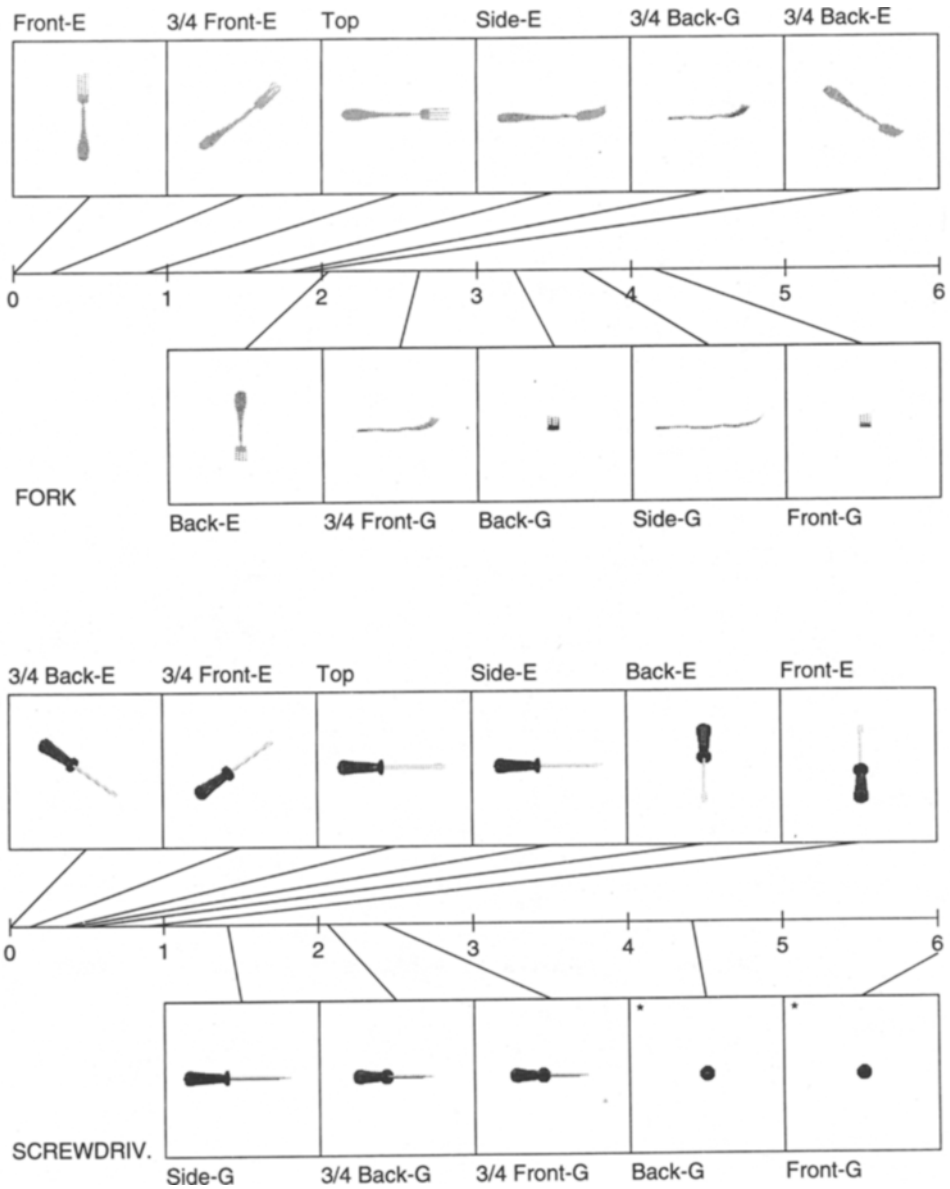 Front-E 3/4 Front-E Top Side-E 3/4 Back-G 3/4 Back-E
0 1 2 3 4 5 6
FORK
Back-E 3/4 Front-G Back-G Side-G Front-G
3/4 Back-E 3/4 Front-E Top Side-E Back-E Front-E
0 1 2 3 4 5 6
* *
SCREWDRIV.
Side-G 3/4 Back-G 3/4 Front-G Back-G Front-G